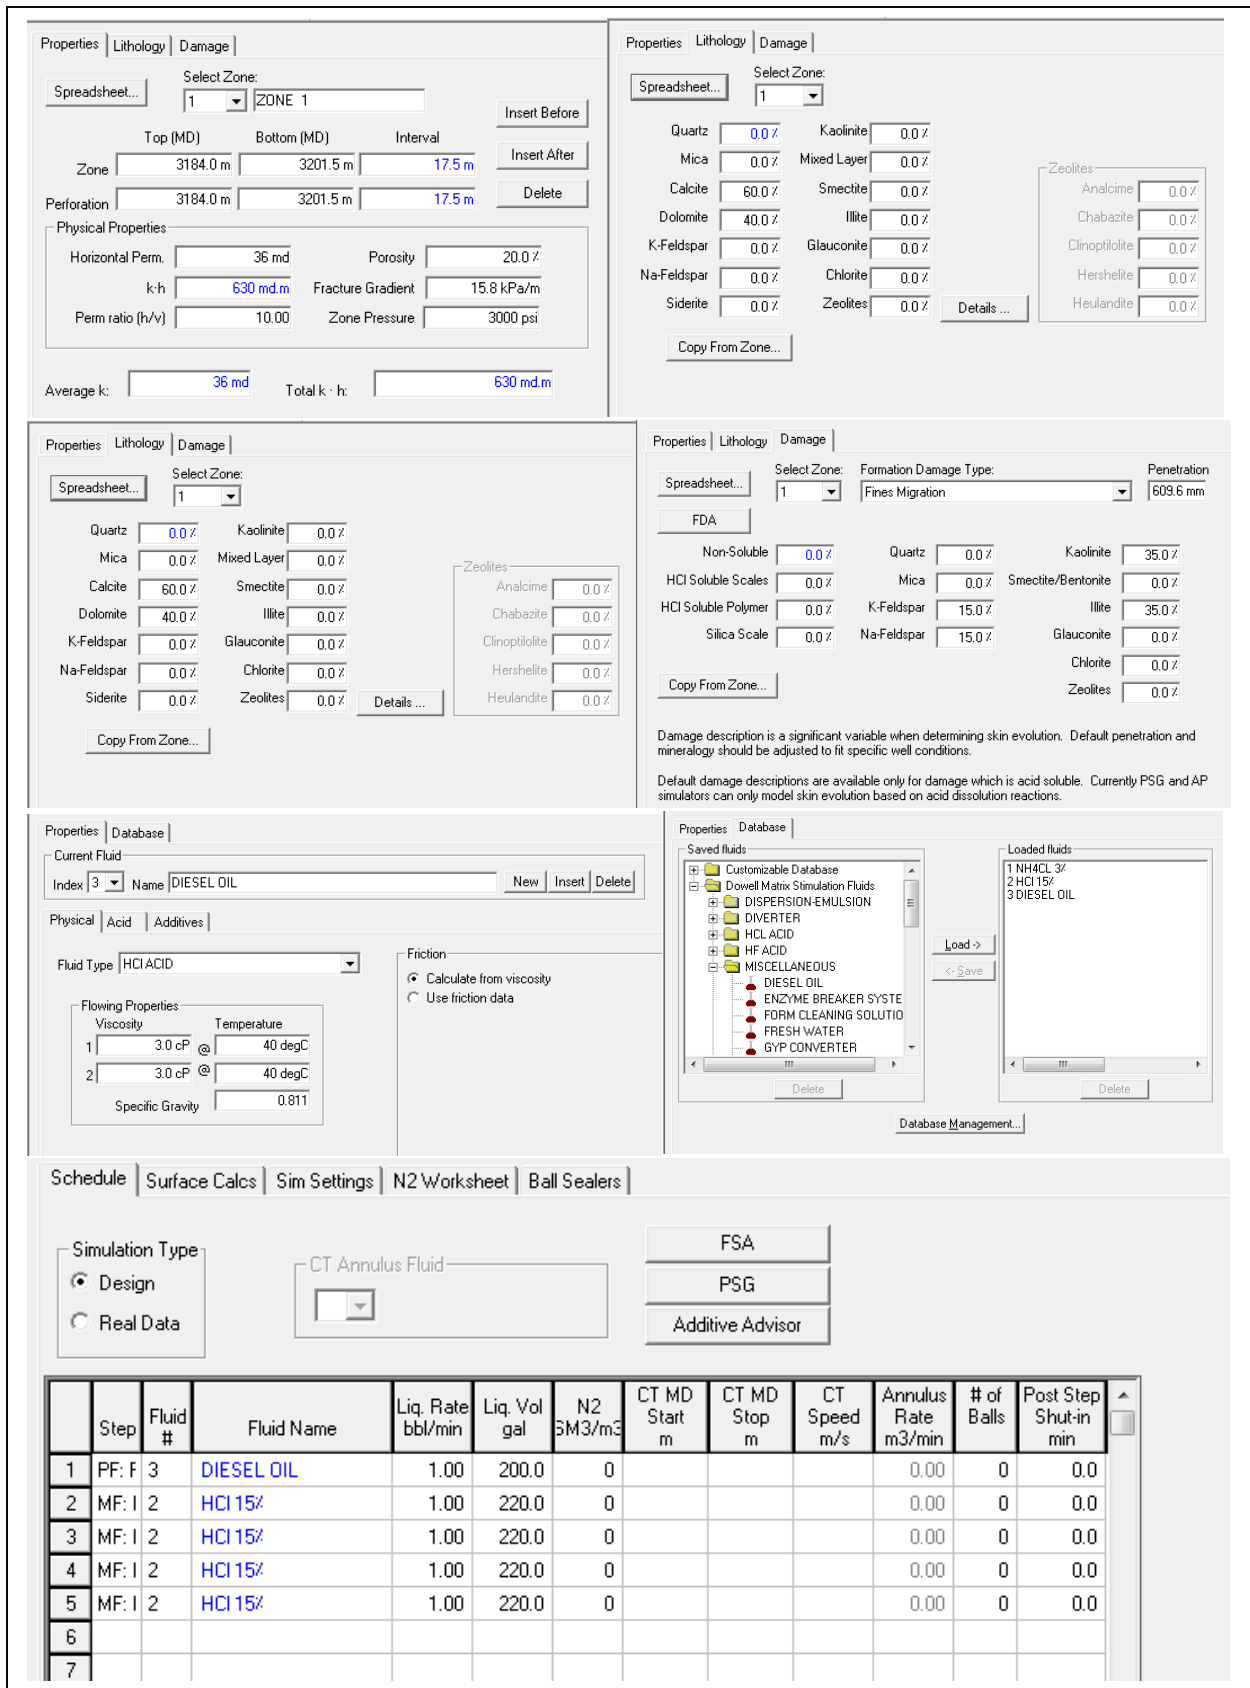 Properties Lithology Damage
Spreadsheet... Select Zone: 1 ZONE 1
Insert Before
Top (MD) Bottom (MD) Interval
Insert After
Zone 3184.0 m 3201.5 m 17.5 m
Delete
Perforation 3184.0 m 3201.5 m 17.5 m
Physical Properties
Horizontal Perm. 36 md Porosity 20.0 %
k·h 630 md.m Fracture Gradient 15.8 kPa/m
Perm ratio (h/v) 10.00 Zone Pressure 3000 psi
Average k: 36 md Total k · h: 630 md.m
Properties Lithology Damage
Spreadsheet... Select Zone: 1
Quartz 0.0 % Kaolinite 0.0 %
Mica 0.0 % Mixed Layer 0.0 %
Calcite 60.0 % Smectite 0.0 %
Dolomite 40.0 % Illite 0.0 %
K-Feldspar 0.0 % Glauconite 0.0 %
Na-Feldspar 0.0 % Chlorite 0.0 %
Siderite 0.0 % Zeolites 0.0 % Details ...
Copy From Zone...
Zeolites
Analcime 0.0 %
Chabazite 0.0 %
Clinoptilolite 0.0 %
Hershelite 0.0 %
Heulandite 0.0 %
Properties Lithology Damage
Spreadsheet... Select Zone: 1
Quartz 0.0 % Kaolinite 0.0 %
Mica 0.0 % Mixed Layer 0.0 %
Calcite 60.0 % Smectite 0.0 %
Dolomite 40.0 % Illite 0.0 %
K-Feldspar 0.0 % Glauconite 0.0 %
Na-Feldspar 0.0 % Chlorite 0.0 %
Siderite 0.0 % Zeolites 0.0 % Details ...
Copy From Zone...
Zeolites
Analcime 0.0 %
Chabazite 0.0 %
Clinoptilolite 0.0 %
Hershelite 0.0 %
Heulandite 0.0 %
Properties Lithology Damage
Select Zone: Formation Damage Type: Penetration
Spreadsheet... 1 Fines Migration 609.6 mm
FDA
Non-Soluble 0.0 % Quartz 0.0 % Kaolinite 35.0 %
HCl Soluble Scales 0.0 % Mica 0.0 % Smectite/Bentonite 0.0 %
HCl Soluble Polymer 0.0 % K-Feldspar 15.0 % Illite 35.0 %
Silica Scale 0.0 % Na-Feldspar 15.0 % Glauconite 0.0 %
Chlorite 0.0 %
Copy From Zone... Zeolites 0.0 %
Damage description is a significant variable when determining skin evolution. Default penetration and
mineralogy should be adjusted to fit specific well conditions.
Default damage descriptions are available only for damage which is acid soluble. Currently PSG and AP
simulators can only model skin evolution based on acid dissolution reactions.
Properties Database
Current Fluid
Index 3 Name DIESEL OIL New Insert Delete
Physical Acid Additives
Fluid Type HCl ACID
Flowing Properties
Viscosity Temperature
1 3.0 cP @ 40 degC
2 3.0 cP @ 40 degC
Specific Gravity 0.811
Friction
Calculate from viscosity
Use friction data
Properties Database
Saved fluids
Customizable Database
Dowell Matrix Stimulation Fluids
DISPERSION-EMULSION
DIVERTER
HCL ACID
HF ACID
MISCELLANEOUS
DIESEL OIL
ENZYME BREAKER SYSTE
FORM CLEANING SOLUTIO
FRESH WATER
GYP CONVERTER
Delete
Load ->
<- Save
Loaded fluids
1 NH4CL 3%
2 HCl 15%
3 DIESEL OIL
Delete
Database Management...
Schedule Surface Calcs Sim Settings N2 Worksheet Ball Sealers
Simulation Type
Design
Real Data
CT Annulus Fluid
FSA
PSG
Additive Advisor
Step Fluid # Fluid Name Liq. Rate bbl/min Liq. Vol gal N2 SM3/m3 CT MD Start m CT MD Stop m CT Speed m/s Annulus Rate m3/min # of Balls Post Step Shut-in min
1 PF: F 3 DIESEL OIL 1.00 200.0 0 0.00 0 0.0
2 MF: I 2 HCl 15% 1.00 220.0 0 0.00 0 0.0
3 MF: I 2 HCl 15% 1.00 220.0 0 0.00 0 0.0
4 MF: I 2 HCl 15% 1.00 220.0 0 0.00 0 0.0
5 MF: I 2 HCl 15% 1.00 220.0 0 0.00 0 0.0
6
7